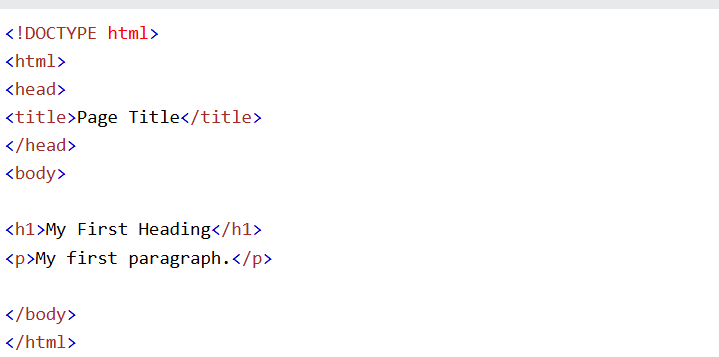 <!DOCTYPE html>
<html>
<head>
<title>Page Title</title>
</head>
<body>

<h1>My First Heading</h1>
<p>My first paragraph.</p>

</body>
</html>